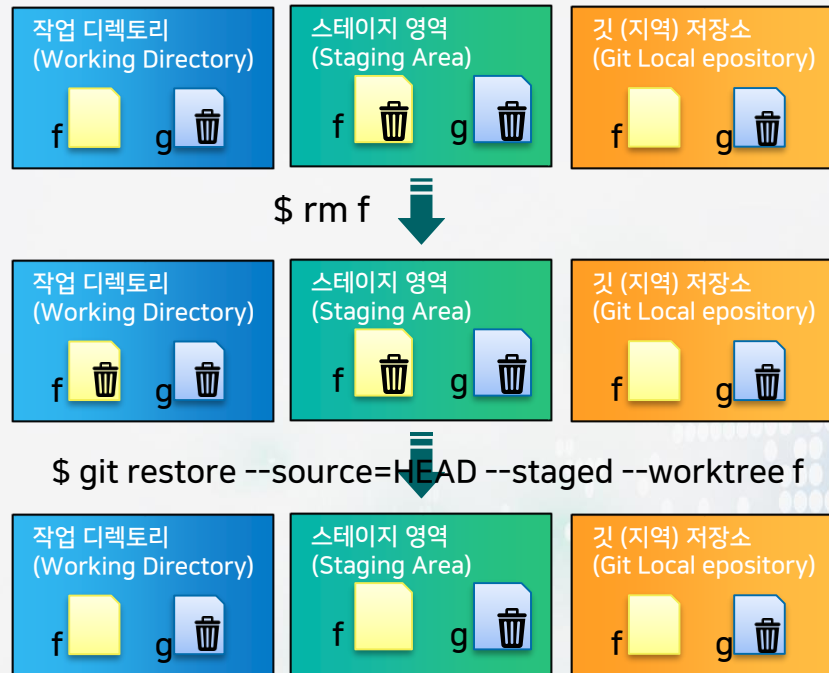 작업 디렉토리
(Working Directory)
f
g
스테이지 영역
(Staging Area)
f
g
깃 (지역) 저장소
(Git Local epository)
f
g
$ rm f
작업 디렉토리
(Working Directory)
f
g
스테이지 영역
(Staging Area)
f
g
깃 (지역) 저장소
(Git Local epository)
f
g
$ git restore --source=HEAD --staged --worktree f
작업 디렉토리
(Working Directory)
f
g
스테이지 영역
(Staging Area)
f
g
깃 (지역) 저장소
(Git Local epository)
f
g